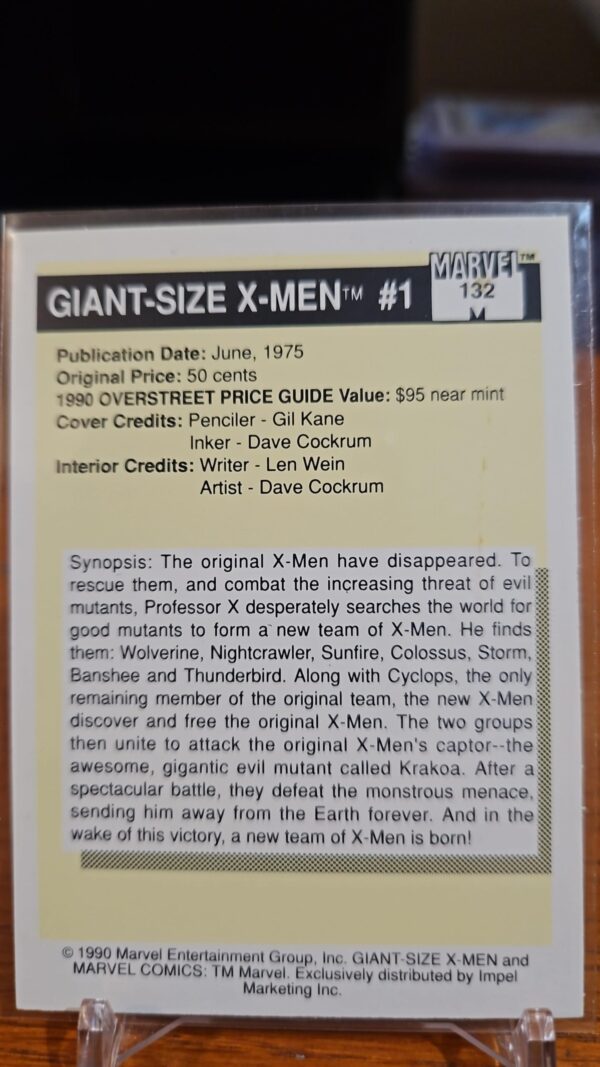 MARVEL™
132
GIANT-SIZE X-MEN™ #1
Publication Date: June, 1975
Original Price: 50 cents
1990 OVERSTREET PRICE GUIDE Value: $95 near mint
Cover Credits: Penciler - Gil Kane
Inker - Dave Cockrum
Interior Credits: Writer - Len Wein
Artist - Dave Cockrum
Synopsis: The original X-Men have disappeared. To
rescue them, and combat the increasing threat of evil
mutants, Professor X desperately searches the world for
good mutants to form a new team of X-Men. He finds
them: Wolverine, Nightcrawler, Sunfire, Colossus, Storm,
Banshee and Thunderbird. Along with Cyclops, the only
remaining member of the original team, the new X-Men
discover and free the original X-Men. The two groups
then unite to attack the original X-Men's captor--the
awesome, gigantic evil mutant called Krakoa. After a
spectacular battle, they defeat the monstrous menace,
sending him away from the Earth forever. And in the
wake of this victory, a new team of X-Men is born!
© 1990 Marvel Entertainment Group, Inc. GIANT-SIZE X-MEN and
MARVEL COMICS: TM Marvel. Exclusively distributed by Impel
Marketing Inc.